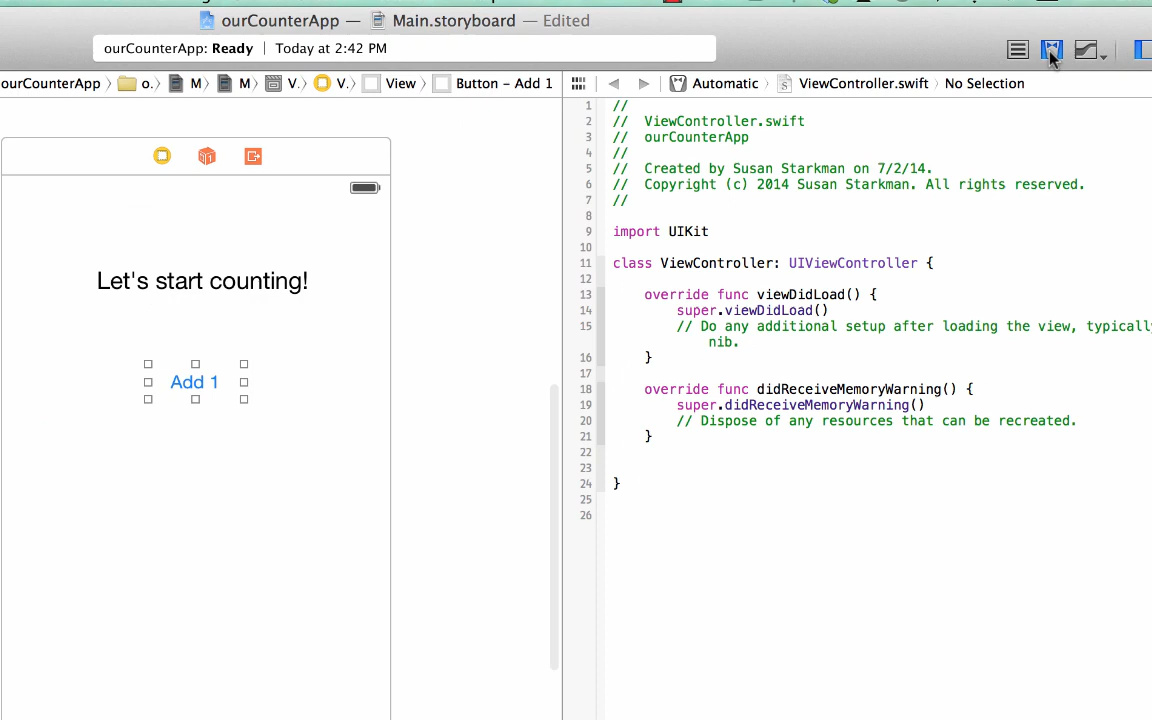 ourCounterApp — Main.storyboard — Edited
ourCounterApp: Ready | Today at 2:42 PM
ourCounterApp 〉 o.〉 M〉 M〉 V.〉 V.〉 View 〉 Button – Add 1
Automatic 〉 ViewController.swift 〉 No Selection
Let's start counting!
Add 1
1 //
2 //  ViewController.swift
3 //  ourCounterApp
4 //
5 //  Created by Susan Starkman on 7/2/14.
6 //  Copyright (c) 2014 Susan Starkman. All rights reserved.
7 //
8
9 import UIKit
10
11 class ViewController: UIViewController {
12
13     override func viewDidLoad() {
14         super.viewDidLoad()
15         // Do any additional setup after loading the view, typically
            nib.
16     }
17
18     override func didReceiveMemoryWarning() {
19         super.didReceiveMemoryWarning()
20         // Dispose of any resources that can be recreated.
21     }
22
23
24 }
25
26